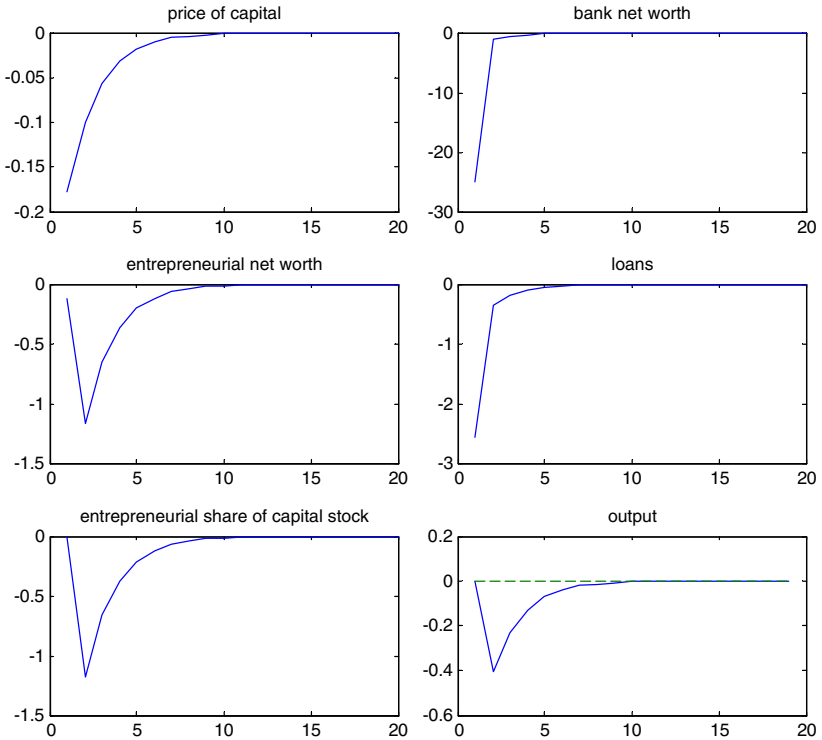 price of capital
0
-0.05
-0.1
-0.15
-0.2
0 5 10 15 20
bank net worth
0
-10
-20
-30
0 5 10 15 20
entrepreneurial net worth
0
-0.5
-1
-1.5
0 5 10 15 20
loans
0
-1
-2
-3
0 5 10 15 20
entrepreneurial share of capital stock
0
-0.5
-1
-1.5
0 5 10 15 20
output
0.2
0
-0.2
-0.4
-0.6
0 5 10 15 20